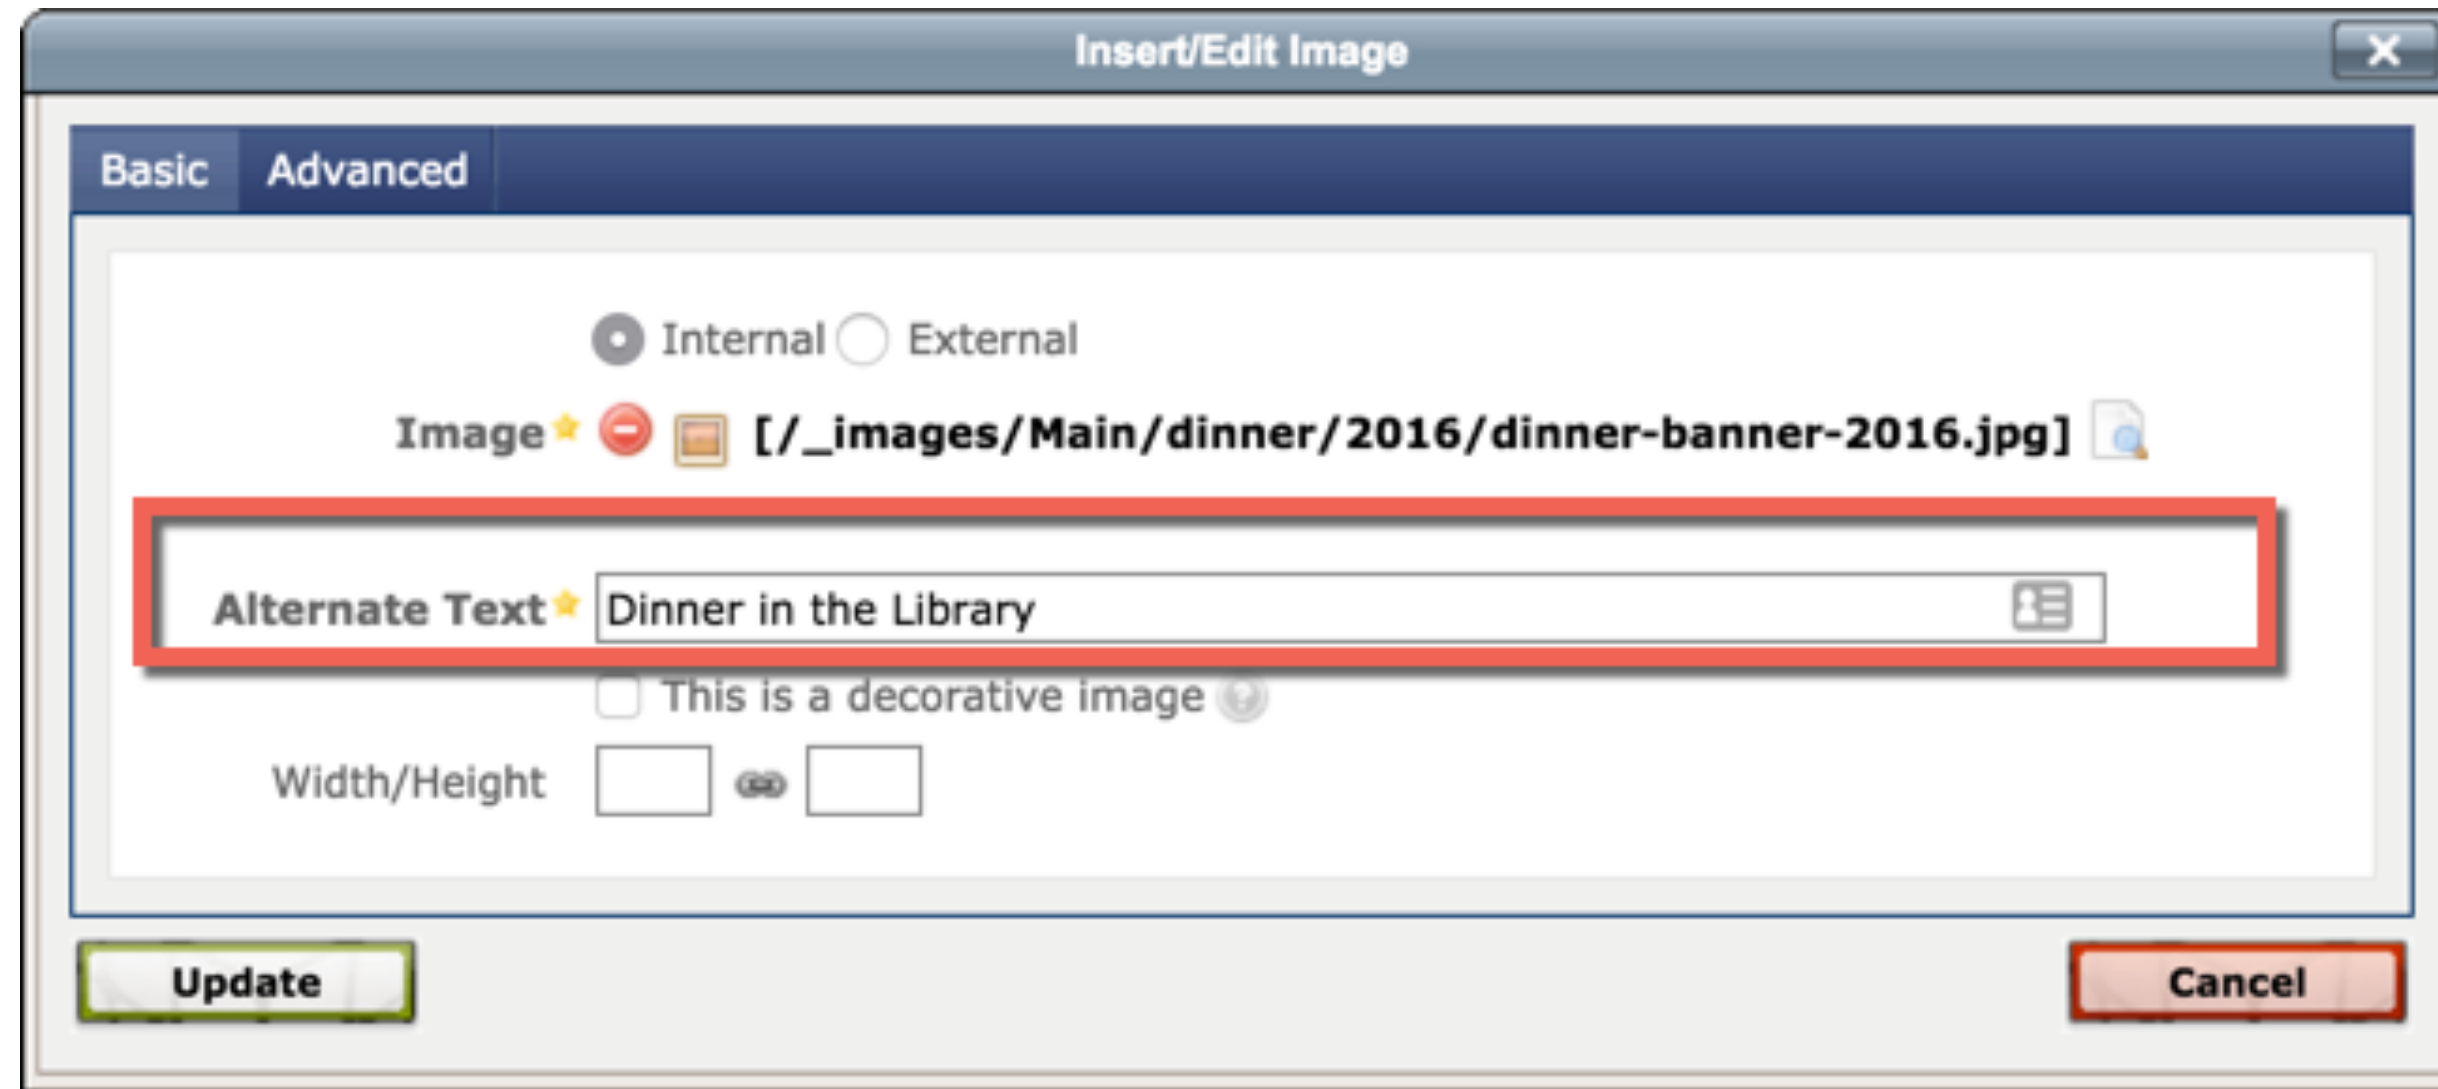 Insert/Edit Image
Basic Advanced
Internal External
Image [/_images/Main/dinner/2016/dinner-banner-2016.jpg]
Alternate Text Dinner in the Library
This is a decorative image ?
Width/Height
Update Cancel